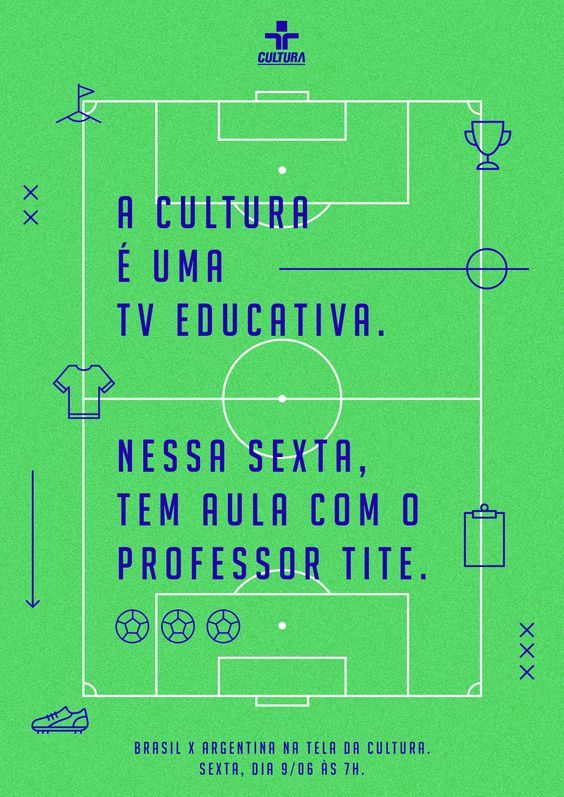 A CULTURA
É UMA
TV EDUCATIVA.
NESSA SEXTA,
TEM AULA COM O
PROFESSOR TITE.
BRASIL X ARGENTINA NA TELA DA CULTURA.
SEXTA, DIA 9/06 ÀS 7H.
CULTURA